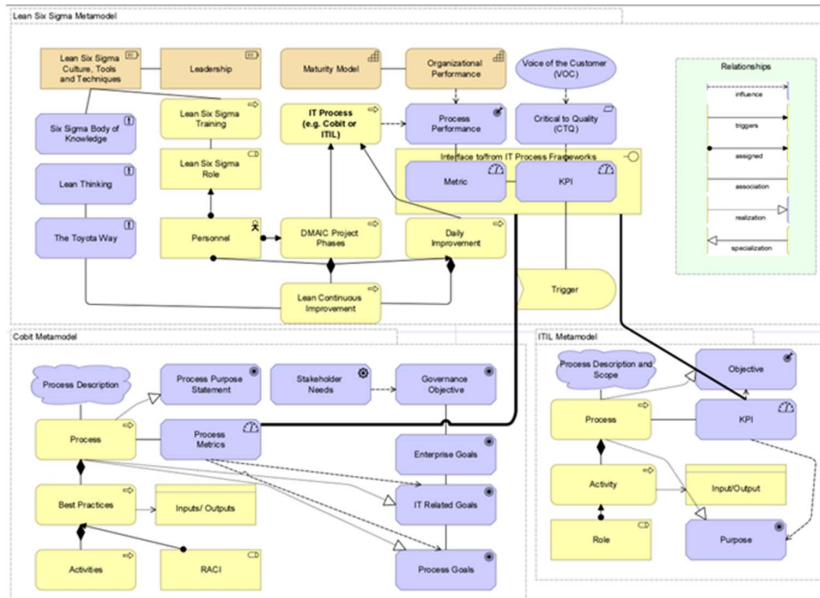 Lean Six Sigma Metamodel
Lean Six Sigma
Culture, Tools
and Techniques
Leadership
Maturity Model
Organizational
Performance
Voice of the Customer
(VOC)
Relationships
influence
triggers
assigned
association
realization
specialization
Six Sigma Body of
Knowledge
Lean Six Sigma
Training
IT Process
(e.g. Cobit or
ITIL)
Process
Performance
Critical to Quality
(CTQ)
Interface to/from IT Process Frameworks
Lean Thinking
Lean Six Sigma
Role
Metric
KPI
The Toyota Way
Personnel
DMAIC Project
Phases
Daily
Improvement
Lean Continuous
Improvement
Trigger
Cobit Metamodel
Process Description
Process Purpose
Statement
Stakeholder
Needs
Governance
Objective
Process
Process
Metrics
Enterprise Goals
Best Practices
Inputs/ Outputs
IT Related Goals
Activities
RACI
Process Goals
ITIL Metamodel
Process Description and
Scope
Objective
Process
KPI
Activity
Input/Output
Role
Purpose